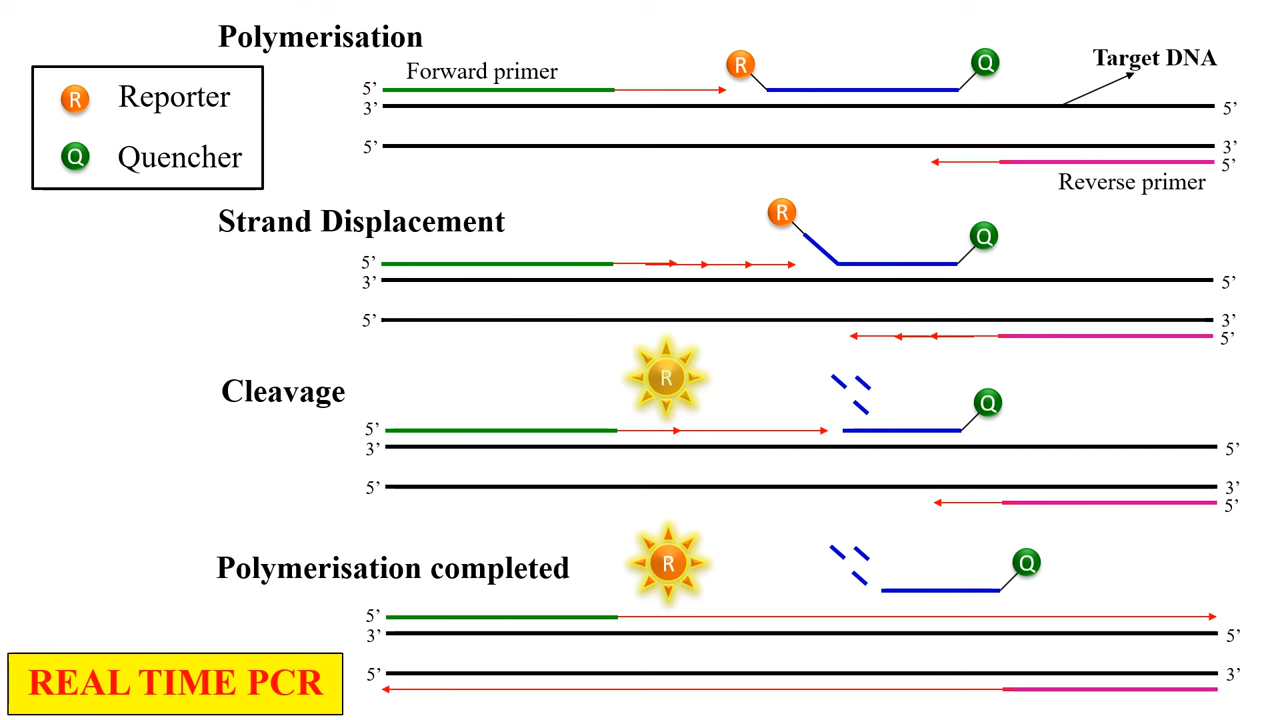 Polymerisation
R Reporter
Q Quencher
Forward primer
R
Q
Target DNA
5’
3’
5’
5’
3’
5’
Reverse primer
Strand Displacement
R
Q
5’
3’
5’
5’
3’
5’
Cleavage
R
Q
5’
3’
5’
5’
3’
5’
Polymerisation completed
R
Q
5’
3’
5’
5’
3’
REAL TIME PCR